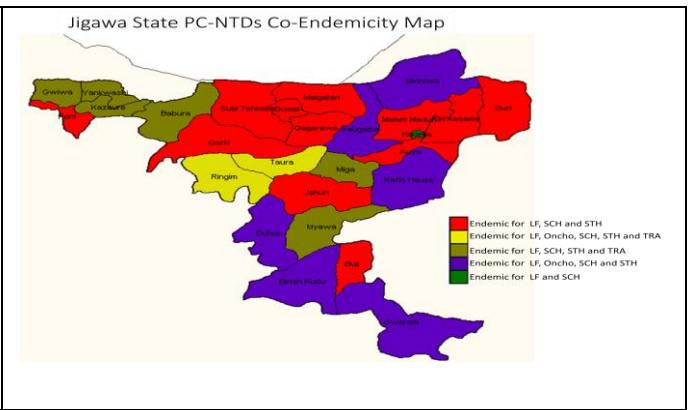 Jigawa State PC-NTDs Co-Endemicity Map
Birniwa
Gwiwa
Yankwashi
Kazaure
Roni
Babura
Sule Tankarkar
Maigatari
Gumel
Gagarawa
Kaugama
Malam Madori
Kiri Kasama
Guri
Hadejia
Auyo
Garki
Taura
Ringim
Miga
Kafin Hausa
Jahun
Kiyawa
Dutse
Buji
Birnin Kudu
Gwaram
Endemic for LF, SCH and STH
Endemic for LF, Oncho, SCH, STH and TRA
Endemic for LF, SCH, STH and TRA
Endemic for LF, Oncho, SCH and STH
Endemic for LF and SCH